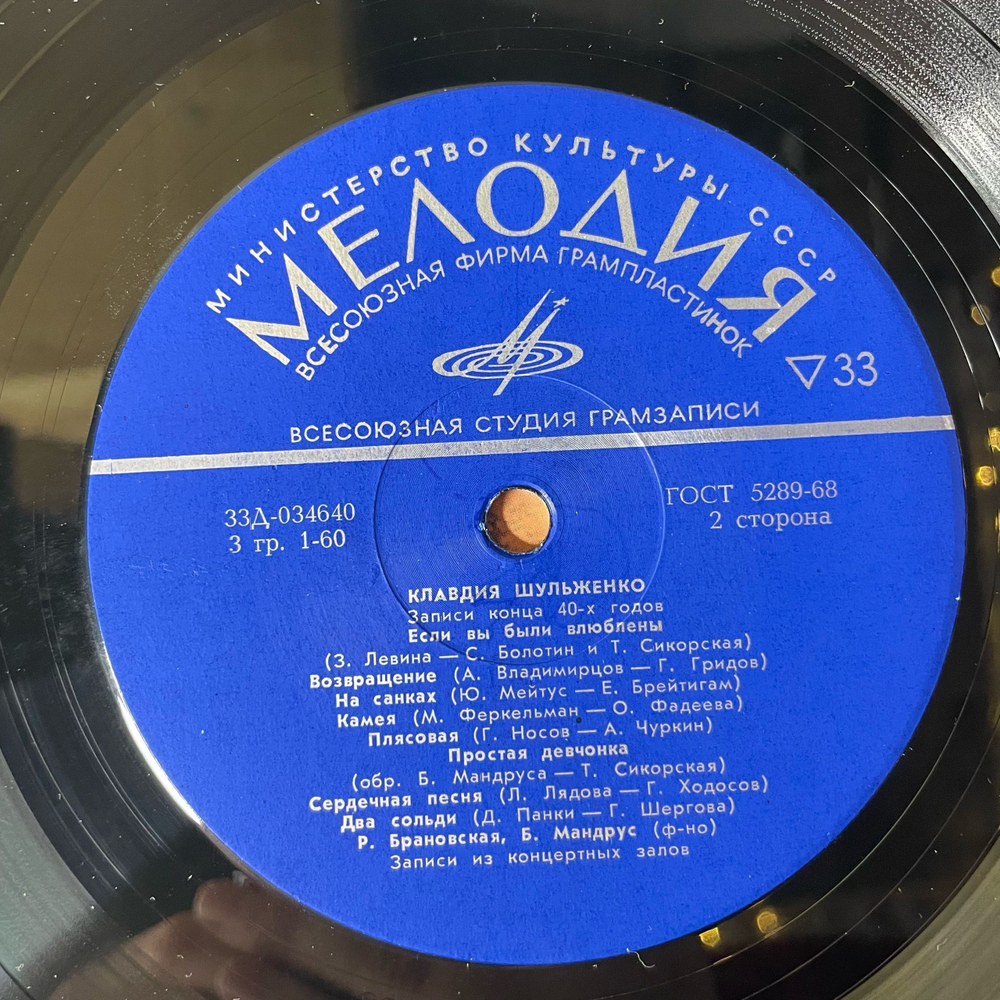 МИНИСТЕРСТВО КУЛЬТУРЫ СССР
МЕЛОДИЯ
ВСЕСОЮЗНАЯ ФИРМА ГРАМПЛАСТИНОК
33
ВСЕСОЮЗНАЯ СТУДИЯ ГРАМЗАПИСИ
33Д-034640
3 гр. 1-60
ГОСТ 5289-68
2 сторона
КЛАВДИЯ ШУЛЬЖЕНКО
Записи конца 40-х годов
Если вы были влюблены
(З. Левина — С. Болотин и Т. Сикорская)
Возвращение (А. Владимирцов — Г. Гридов)
На санках (Ю. Мейтус — Е. Брейтигам)
Камея (М. Феркельман — О. Фадеева)
Плясовая (Г. Носов — А. Чуркин)
Простая девчонка
(обр. Б. Мандруса — Т. Сикорская)
Сердечная песня (Л. Лядова — Г. Ходосов)
Два сольди (Д. Панки — Г. Шергова)
Р. Брановская, Б. Мандрус (ф-но)
Записи из концертных залов